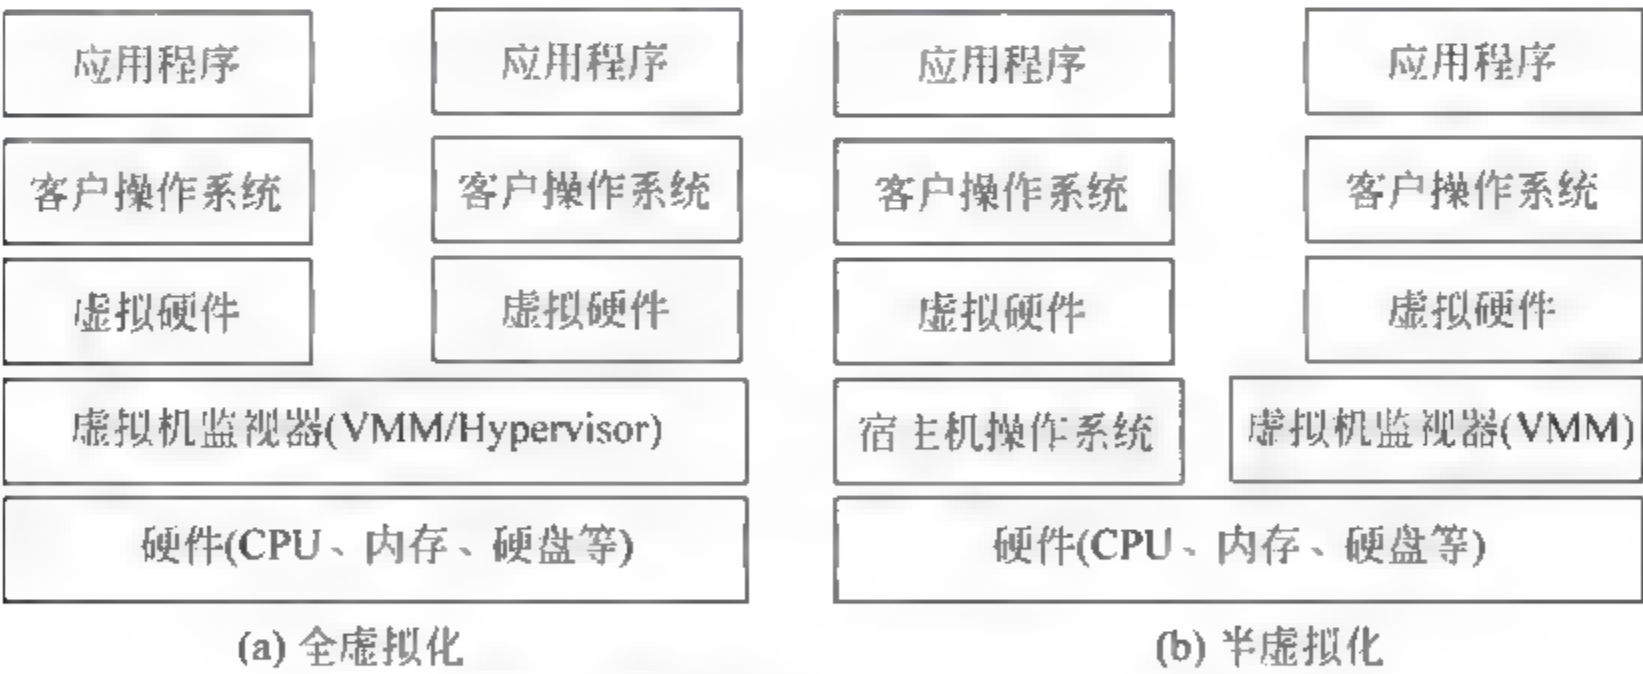 应用程序 应用程序 应用程序 应用程序
客户操作系统 客户操作系统 客户操作系统 客户操作系统
虚拟硬件 虚拟硬件 虚拟硬件 虚拟硬件
虚拟机监视器(VMM/Hypervisor) 宿主机操作系统 虚拟机监视器(VMM)
硬件(CPU、内存、硬盘等) 硬件(CPU、内存、硬盘等)
(a) 全虚拟化 (b) 半虚拟化